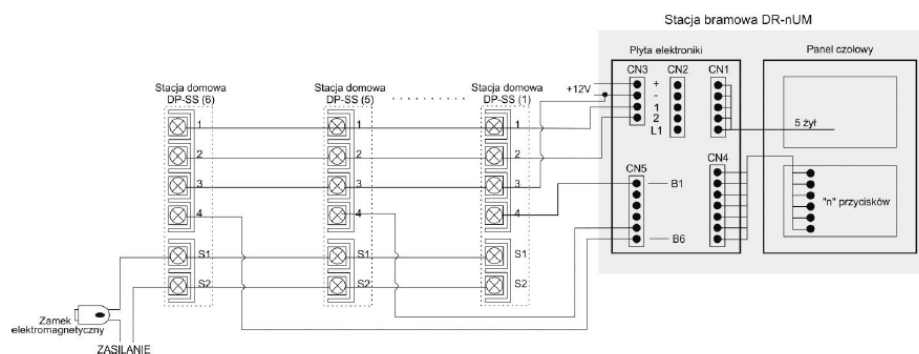 Stacja bramowa DR-nUM
Płyta elektroniki
Panel czołowy
CN3
CN2
CN1
+12V
+
-
1
2
L1
5 żył
Stacja domowa
DP-SS (6)
Stacja domowa
DP-SS (5)
. . . . . . . . . .
Stacja domowa
DP-SS (1)
1
1
1
2
2
2
3
3
3
4
4
4
CN5
B1
B6
CN4
"n" przycisków
S1
S1
S1
S2
S2
S2
Zamek
elektromagnetyczny
ZASILANIE